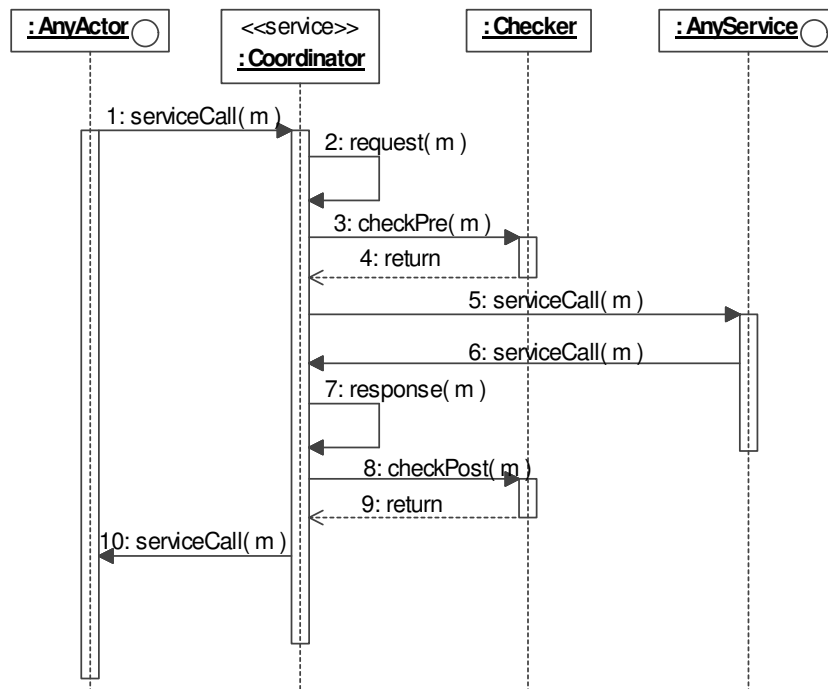 : AnyActor
<<service>>
: Coordinator
: Checker
: AnyService
1: serviceCall( m )
2: request( m )
3: checkPre( m )
4: return
5: serviceCall( m )
6: serviceCall( m )
7: response( m )
8: checkPost( m )
9: return
10: serviceCall( m )